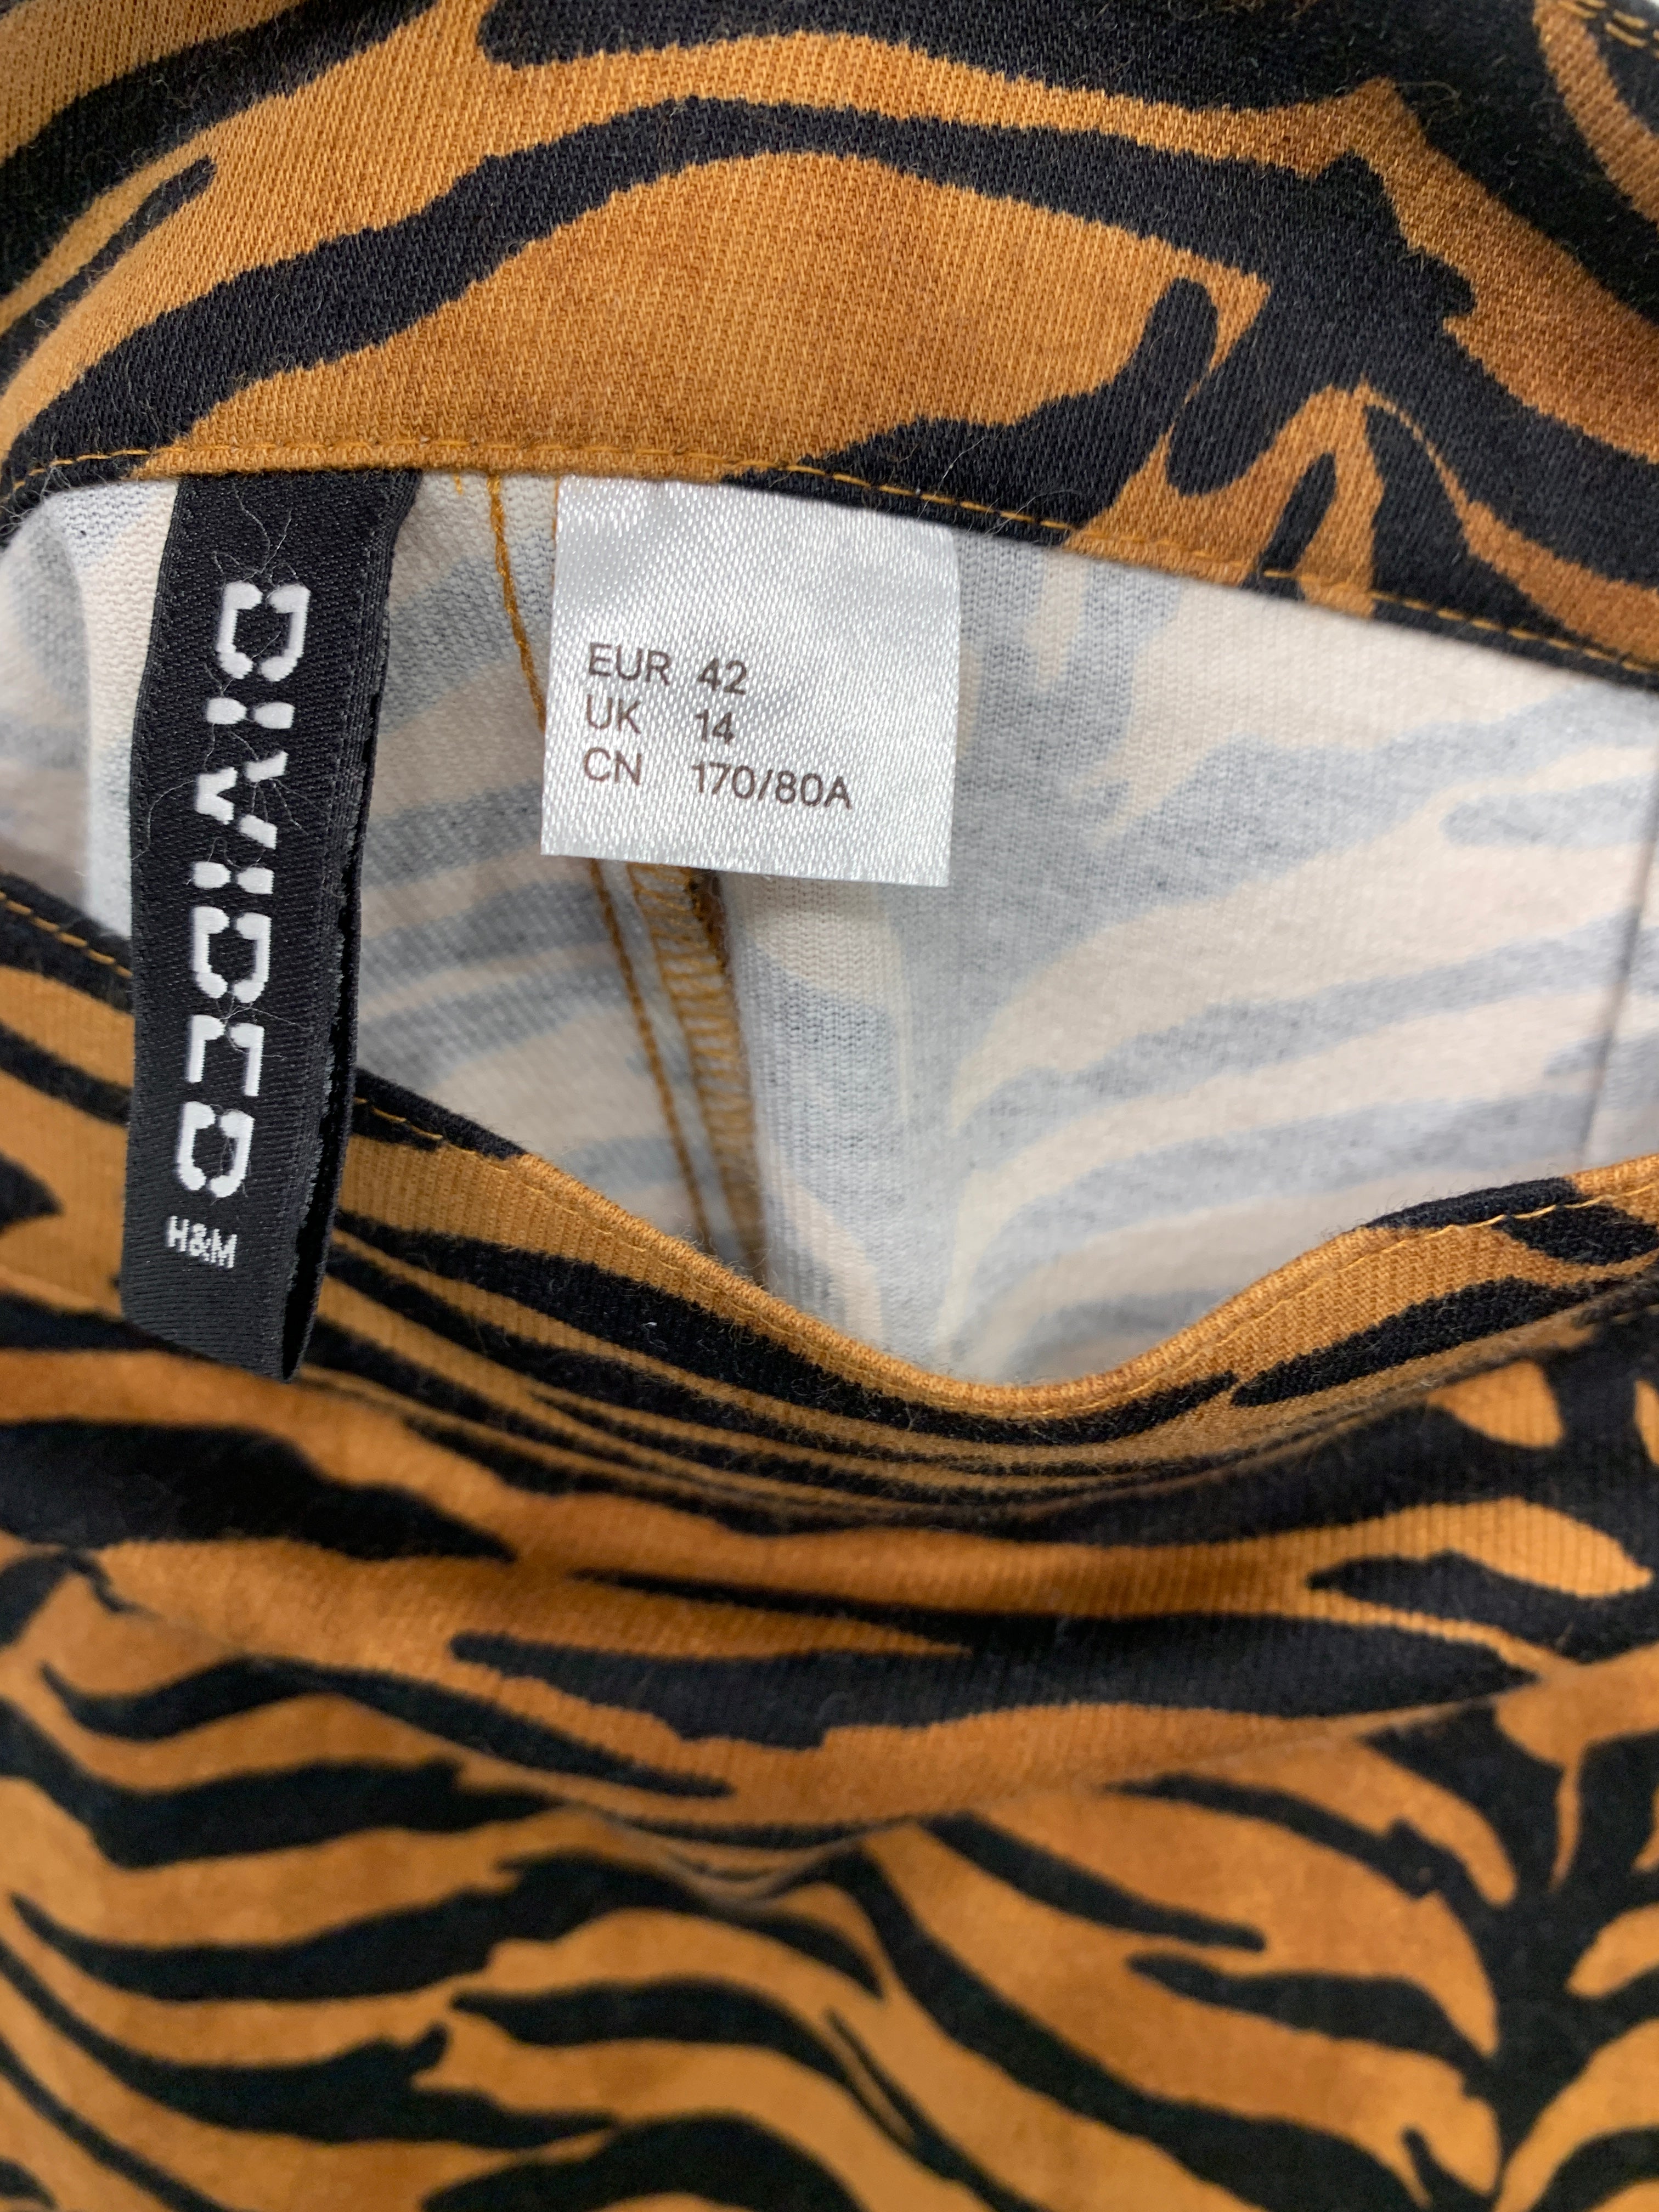 DIVIDED
H&M
EUR 42
UK 14
CN 170/80A